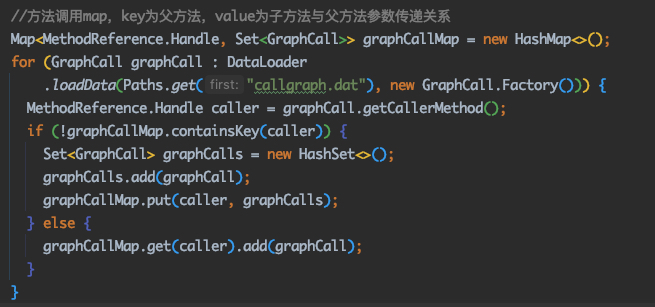 //方法调用map，key为父方法，value为子方法与父方法参数传递关系
Map<MethodReference.Handle, Set<GraphCall>> graphCallMap = new HashMap<>();
for (GraphCall graphCall : DataLoader
    .loadData(Paths.get( first: "callgraph.dat"), new GraphCall.Factory())) {
  MethodReference.Handle caller = graphCall.getCallerMethod();
  if (!graphCallMap.containsKey(caller)) {
    Set<GraphCall> graphCalls = new HashSet<>();
    graphCalls.add(graphCall);
    graphCallMap.put(caller, graphCalls);
  } else {
    graphCallMap.get(caller).add(graphCall);
  }
}